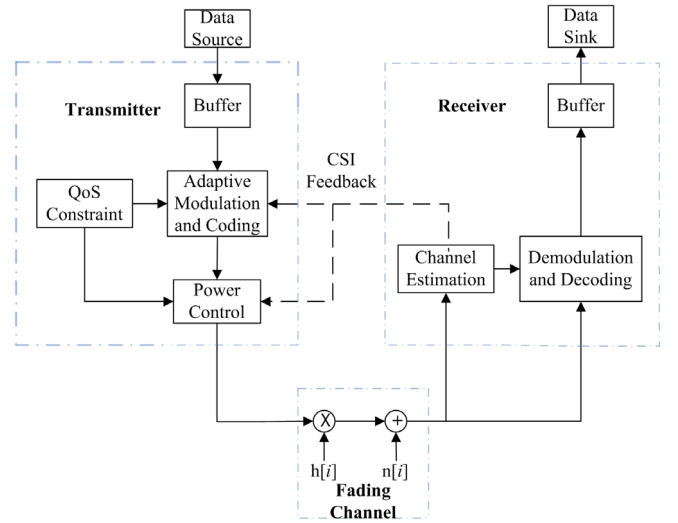 Data
Source
Data
Sink
Transmitter
Buffer
Receiver
Buffer
CSI
Feedback
QoS
Constraint
Adaptive
Modulation
and Coding
Channel
Estimation
Demodulation
and Decoding
Power
Control
X
+
h[i]
n[i]
Fading
Channel